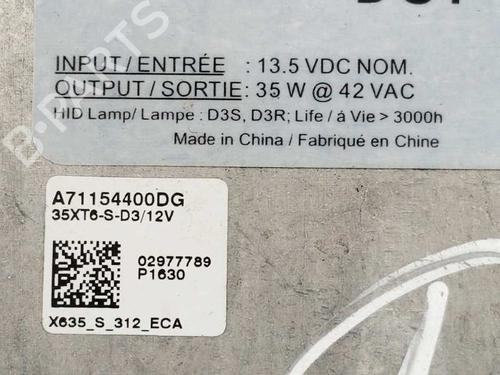 INPUT / ENTRÉE : 13.5 VDC NOM.
OUTPUT / SORTIE: 35 W @ 42 VAC
HID Lamp/ Lampe : D3S, D3R; Life / á Vie > 3000h
Made in China / Fabriqué en Chine
A71154400DG
35XT6-S-D3/12V
02977789
P1630
X635_S_312_ECA